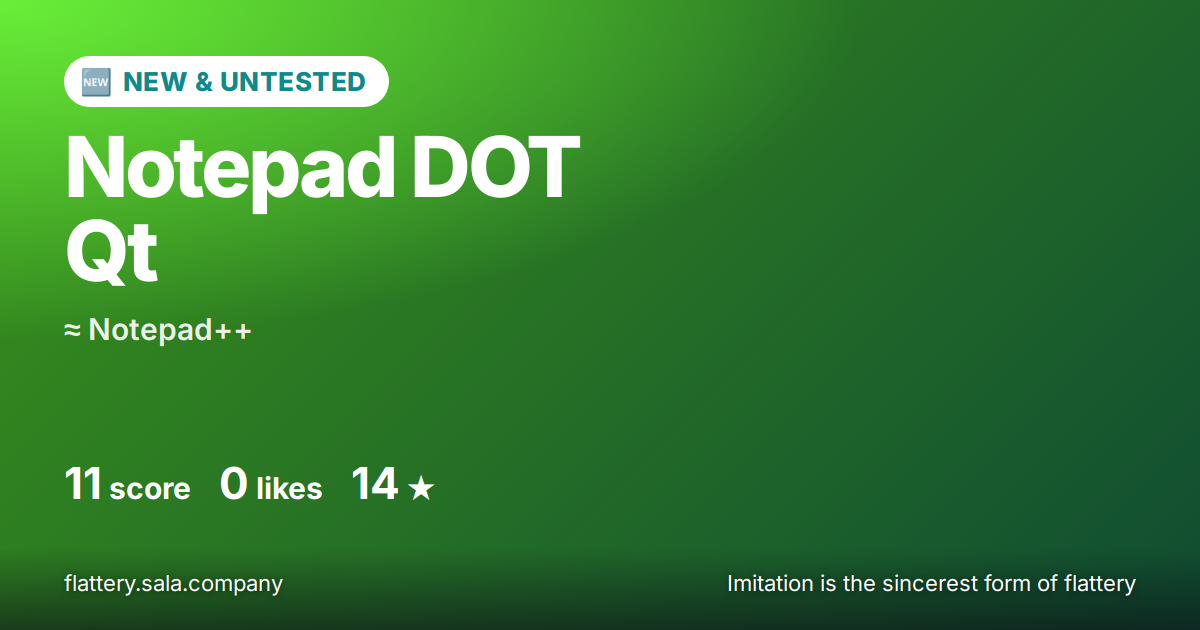 🆕 NEW & UNTESTED
Notepad DOT
Qt
≈ Notepad++
11 score 0 likes 14 ★
flattery.sala.company
Imitation is the sincerest form of flattery